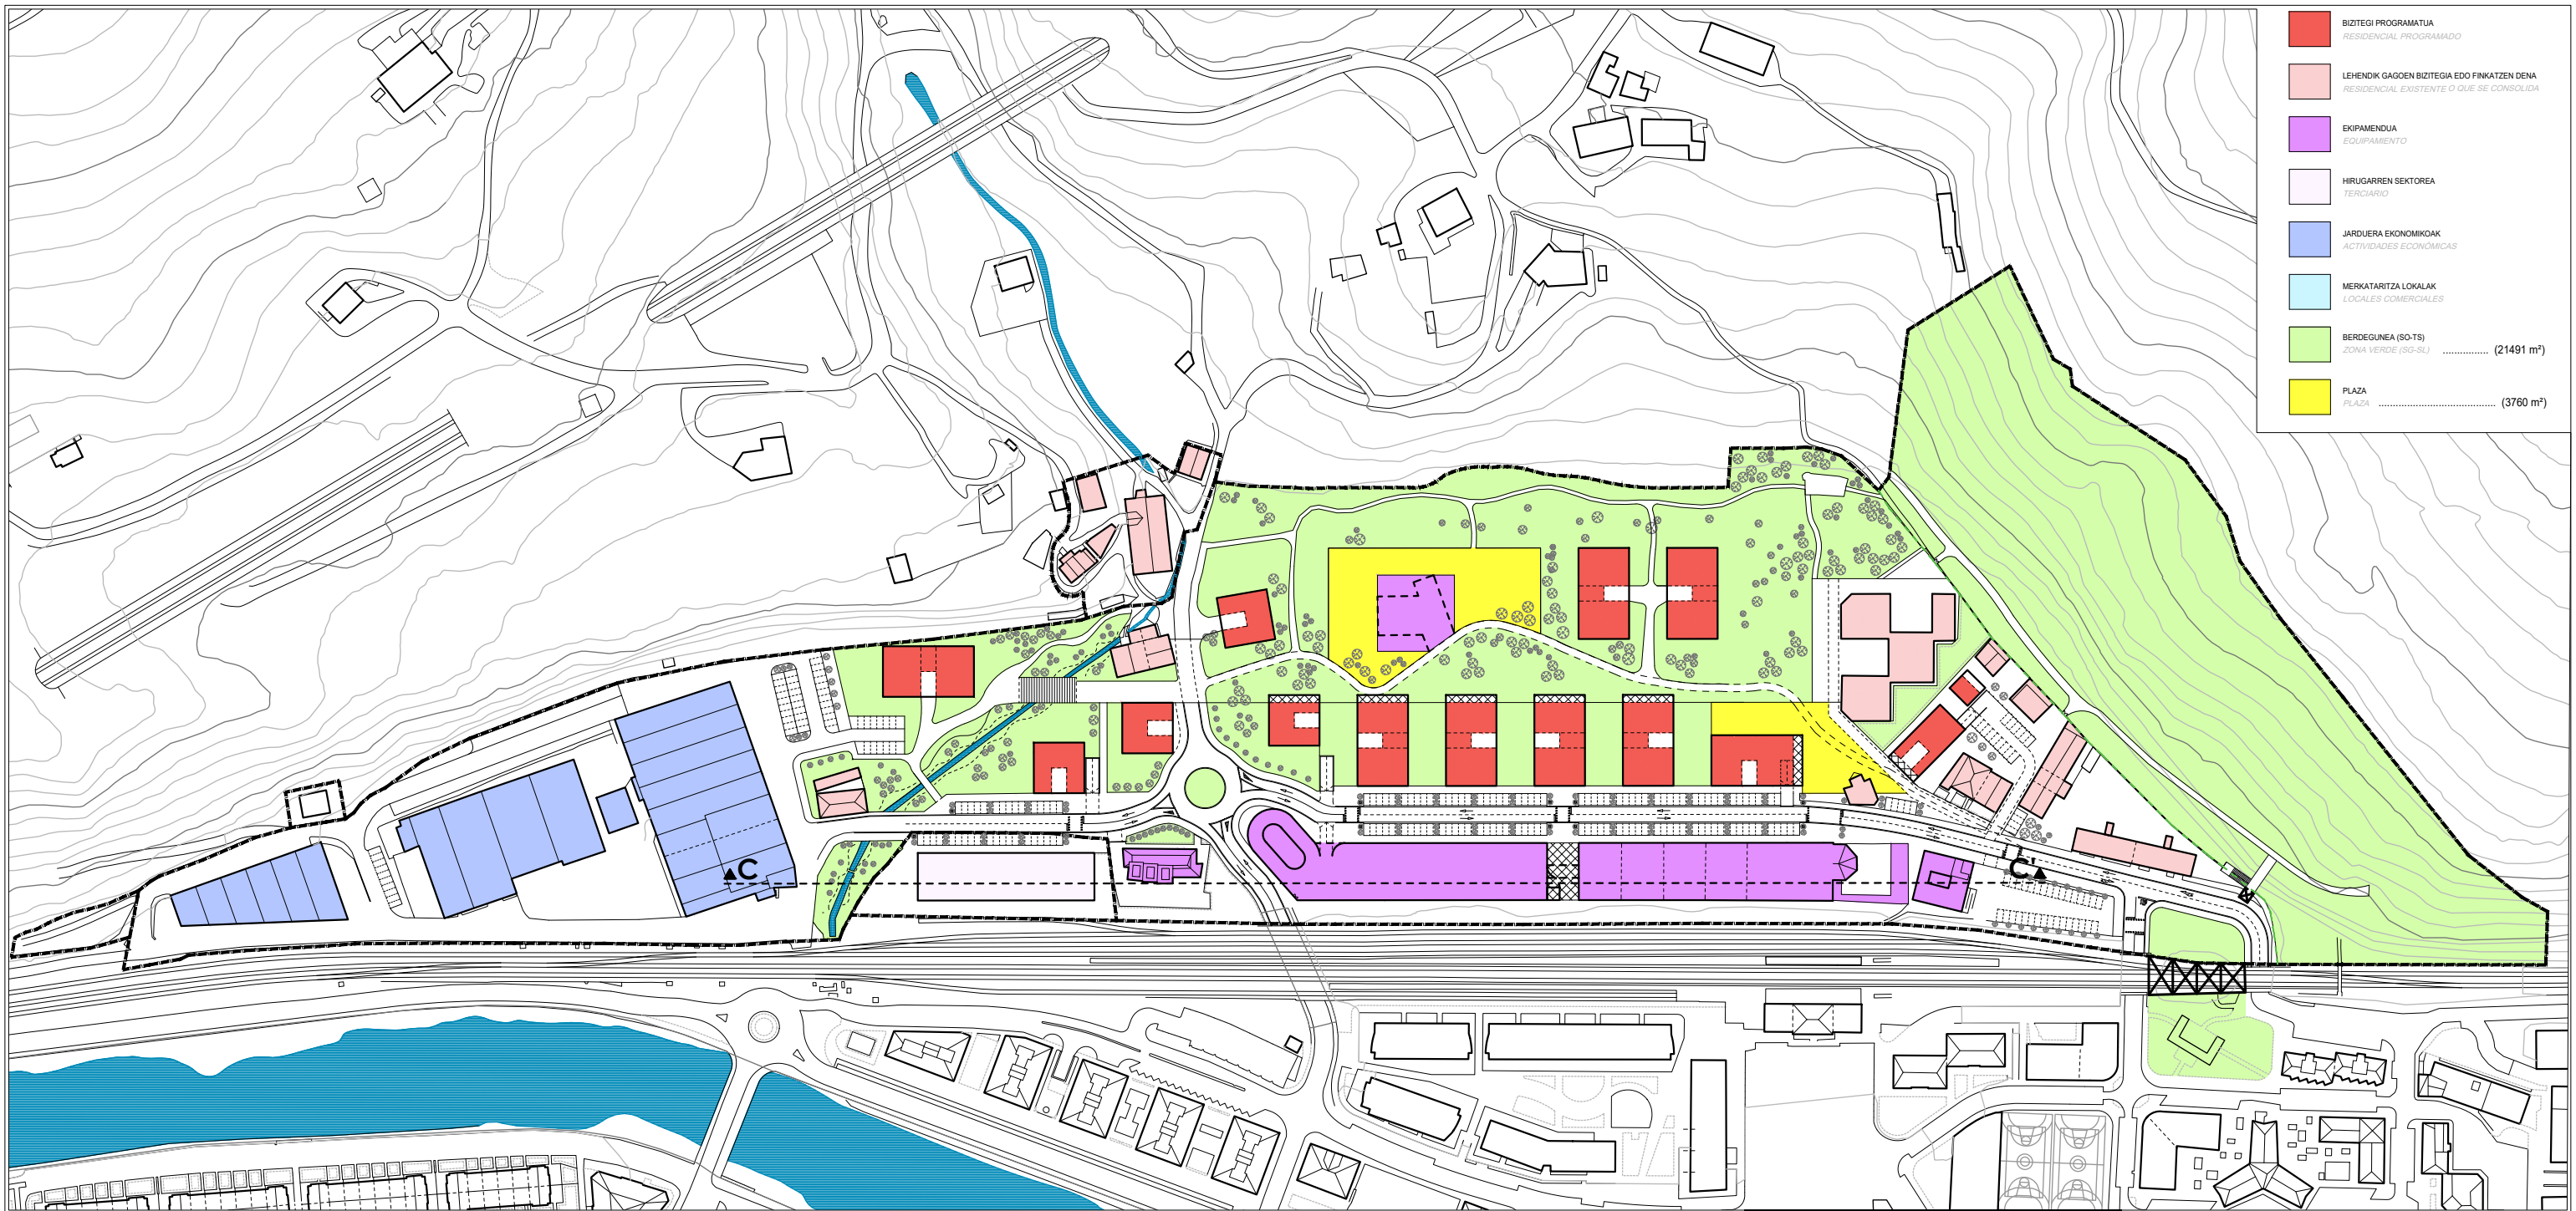 BIZITEGI PROGRAMATUA
RESIDENCIAL PROGRAMADO
LEHENDIK GAGOEN BIZITEGIA EDO FINKATZEN DENA
RESIDENCIAL EXISTENTE O QUE SE CONSOLIDA
EKIPAMENDUA
EQUIPAMIENTO
HIRUGARREN SEKTOREA
TERCIARIO
JARDUERA EKONOMIKOAK
ACTIVIDADES ECONÓMICAS
MERKATARITZA LOKALAK
LOCALES COMERCIALES
BERDEGUNEA (SO-TS)
ZONA VERDE (SG-SL) ................ (21491 m²)
PLAZA
PLAZA ......................................... (3760 m²)
C
C'